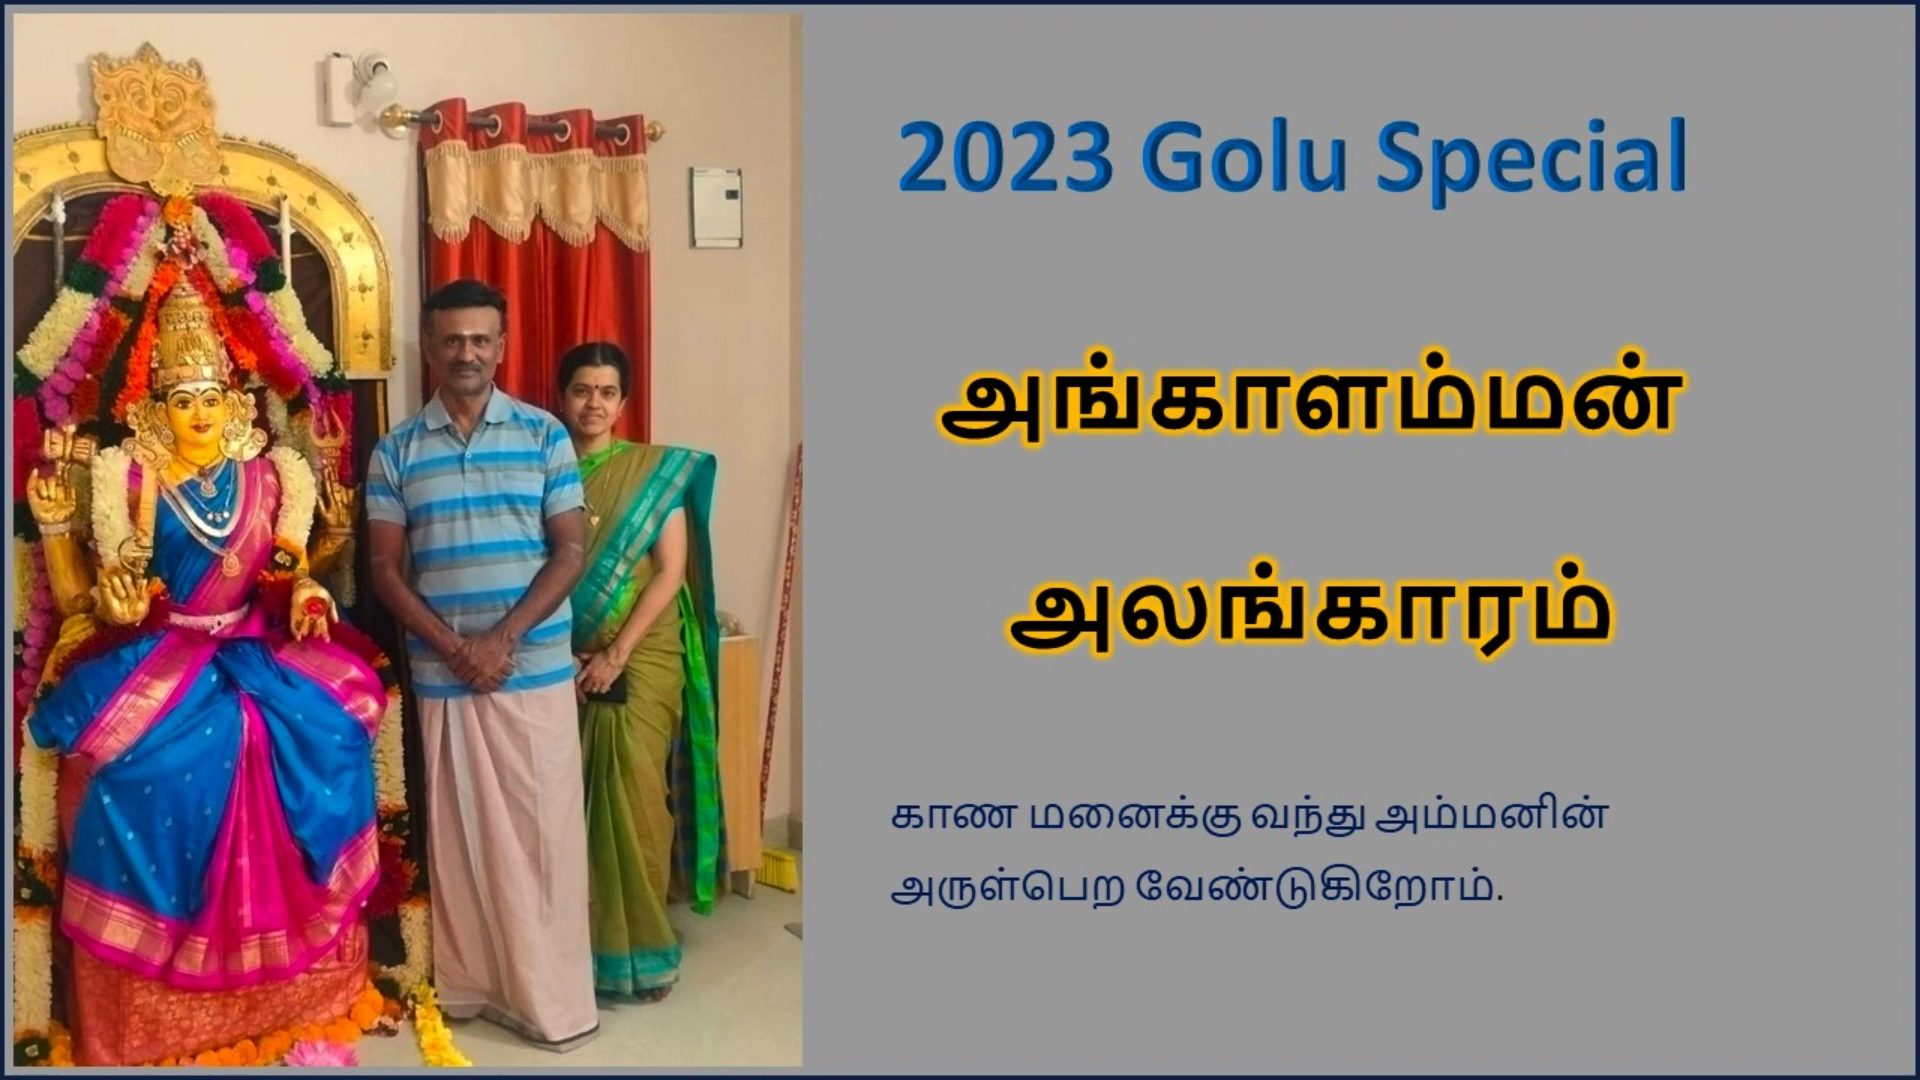 2023 Golu Special
அங்காளம்மன்
அலங்காரம்
காண மனைக்கு வந்து அம்மனின்
அருள்பெற வேண்டுகிறோம்.